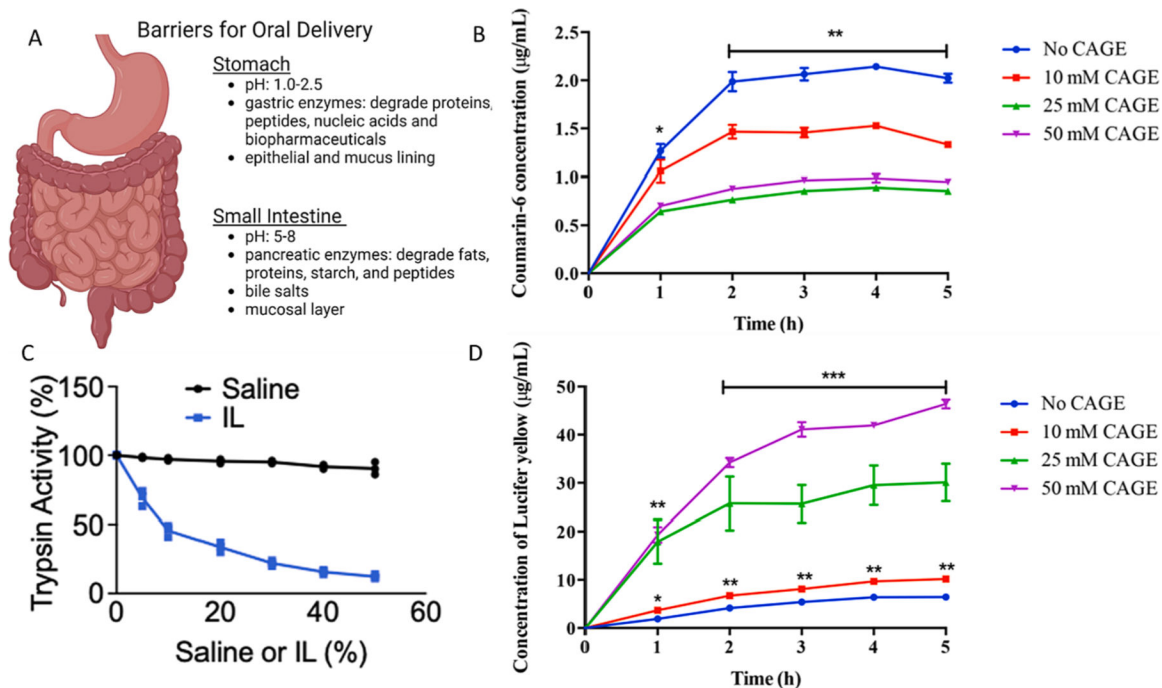 A
Barriers for Oral Delivery
Stomach
• pH: 1.0-2.5
• gastric enzymes: degrade proteins,
peptides, nucleic acids and
biopharmaceuticals
• epithelial and mucus lining
Small Intestine
• pH: 5-8
• pancreatic enzymes: degrade fats,
proteins, starch, and peptides
• bile salts
• mucosal layer
B
Coumarin-6 concentration (µg/mL)
2.5
2.0
1.5
1.0
0.5
0.0
*
**
0 1 2 3 4 5
Time (h)
No CAGE
10 mM CAGE
25 mM CAGE
50 mM CAGE
C
Trypsin Activity (%)
150
100
50
0
Saline
IL
0 20 40 60
Saline or IL (%)
D
Concentration of Lucifer yellow (µg/mL)
50
40
30
20
10
0
***
**
** ** ** **
*
0 1 2 3 4 5
Time (h)
No CAGE
10 mM CAGE
25 mM CAGE
50 mM CAGE